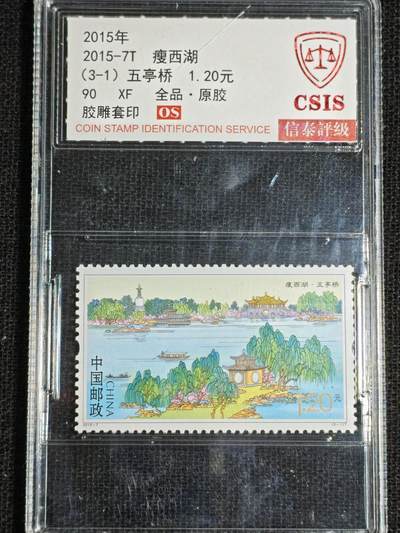 2015年
2015-7T 瘦西湖
(3-1) 五亭桥 1.20元
90 XF 全品·原胶
胶雕套印 OS
COIN STAMP IDENTIFICATION SERVICE
CSIS
信泰評級
瘦西湖·五亭桥
中国邮政
CHINA
1.20元